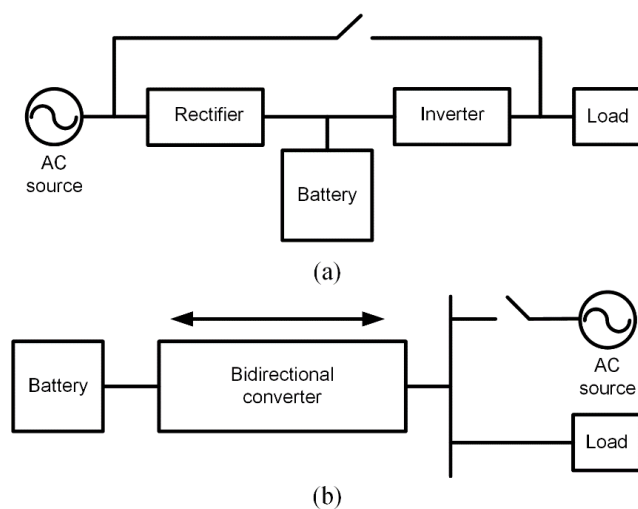 Rectifier
Inverter
Load
AC
source
Battery
(a)
Battery
Bidirectional
converter
AC
source
Load
(b)